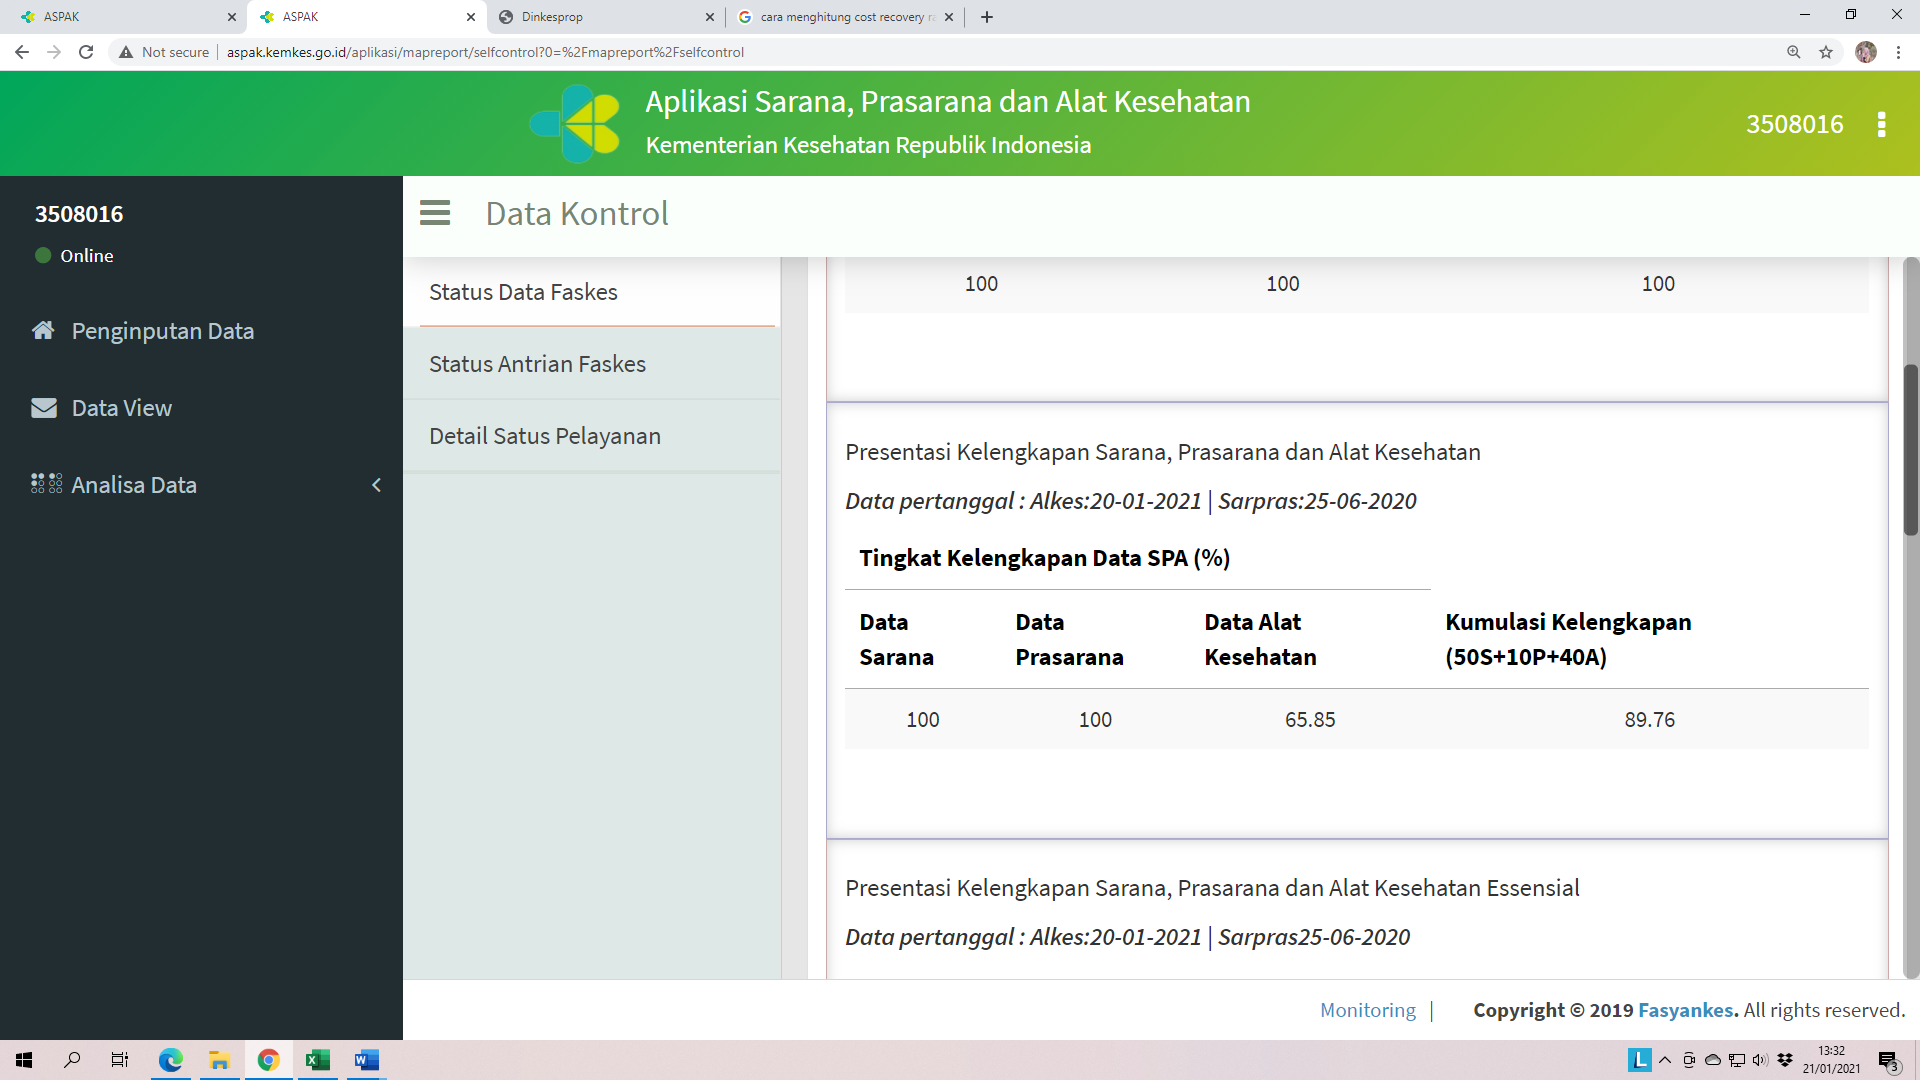 ASPAK
ASPAK
Dinkesprop
cara menghitung cost recovery
Not secure
aspak.kemkes.go.id/aplikasi/mapreport/selfcontrol?0=%2Fmapreport%2Fselfcontrol
Aplikasi Sarana, Prasarana dan Alat Kesehatan
Kementerian Kesehatan Republik Indonesia
3508016
3508016
Online
Penginputan Data
Data View
Analisa Data
Data Kontrol
Status Data Faskes
Status Antrian Faskes
Detail Satus Pelayanan
100 100 100
Presentasi Kelengkapan Sarana, Prasarana dan Alat Kesehatan
Data pertanggal : Alkes:20-01-2021 | Sarpras:25-06-2020
Tingkat Kelengkapan Data SPA (%)
Data Data Data Alat Kumulasi Kelengkapan
Sarana Prasarana Kesehatan (50S+10P+40A)
100 100 65.85 89.76
Presentasi Kelengkapan Sarana, Prasarana dan Alat Kesehatan Essensial
Data pertanggal : Alkes:20-01-2021 | Sarpras25-06-2020
Monitoring | Copyright © 2019 Fasyankes. All rights reserved.
L
13:32
21/01/2021
3